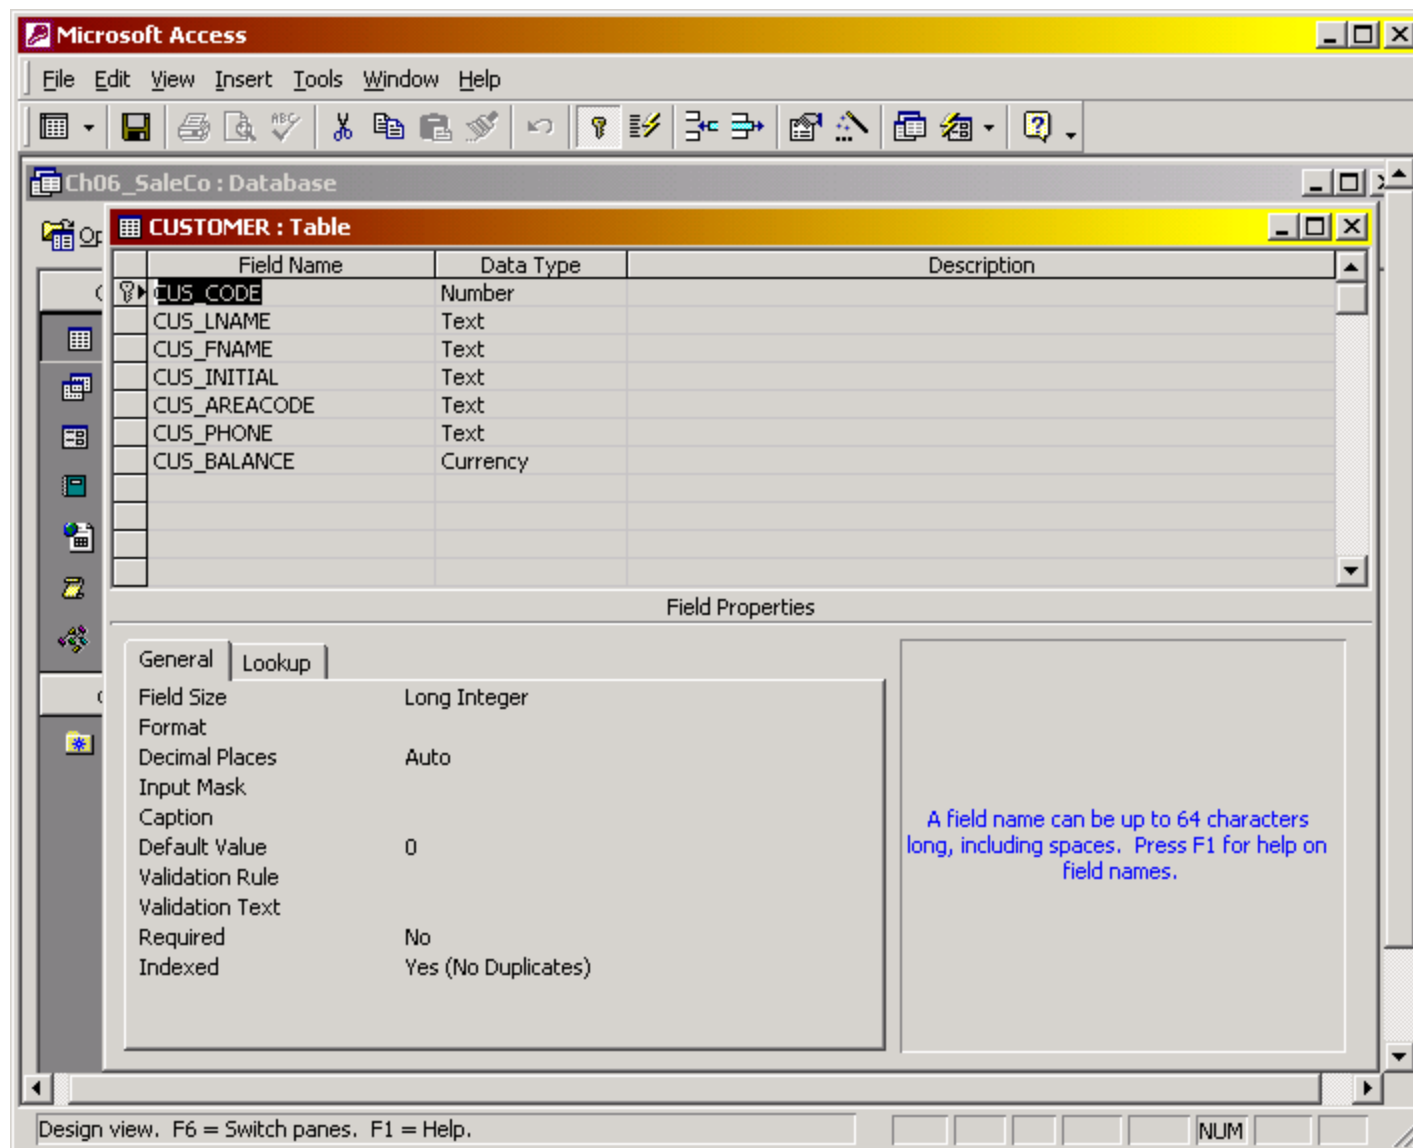 Microsoft Access
File Edit View Insert Tools Window Help
ABC
Ch06_SaleCo : Database
Op
CUSTOMER : Table
Field Name Data Type Description
CUS_CODE Number
CUS_LNAME Text
CUS_FNAME Text
CUS_INITIAL Text
CUS_AREACODE Text
CUS_PHONE Text
CUS_BALANCE Currency
Field Properties
General Lookup
Field Size Long Integer
Format
Decimal Places Auto
Input Mask
Caption
Default Value 0
Validation Rule
Validation Text
Required No
Indexed Yes (No Duplicates)
A field name can be up to 64 characters
long, including spaces. Press F1 for help on
field names.
Design view. F6 = Switch panes. F1 = Help.
NUM